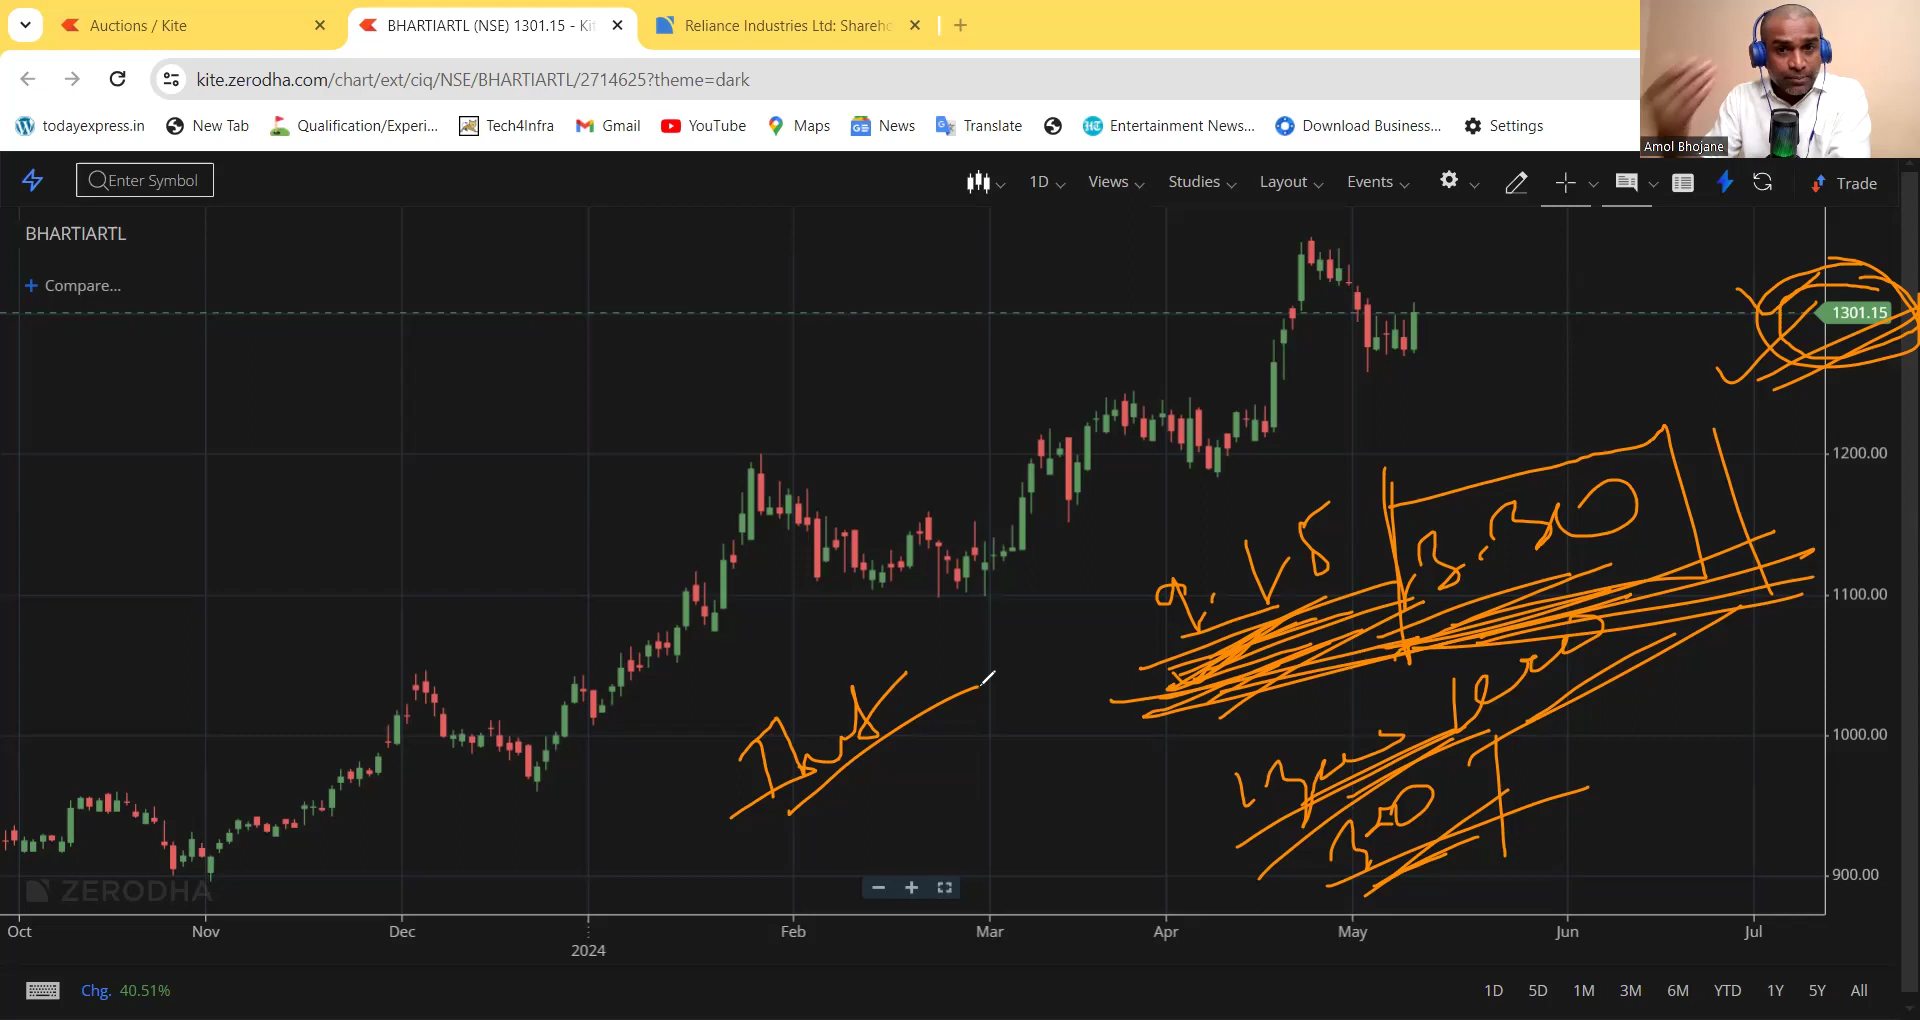 Auctions / Kite
BHARTIARTL (NSE) 1301.15 - Kit
Reliance Industries Ltd: Shareho
kite.zerodha.com/chart/ext/ciq/NSE/BHARTIARTL/2714625?theme=dark
todayexpress.in New Tab Qualification/Experi... Tech4Infra Gmail YouTube Maps News Translate Entertainment News... Download Business... Settings
Amol Bhojane
Enter Symbol 1D Views Studies Layout Events Trade
BHARTIARTL
Compare...
1301.15
1200.00
1100.00
1000.00
900.00
3.30
ZERODHA
Oct Nov Dec 2024 Feb Mar Apr May Jun Jul
Chg. 40.51% 1D 5D 1M 3M 6M YTD 1Y 5Y All